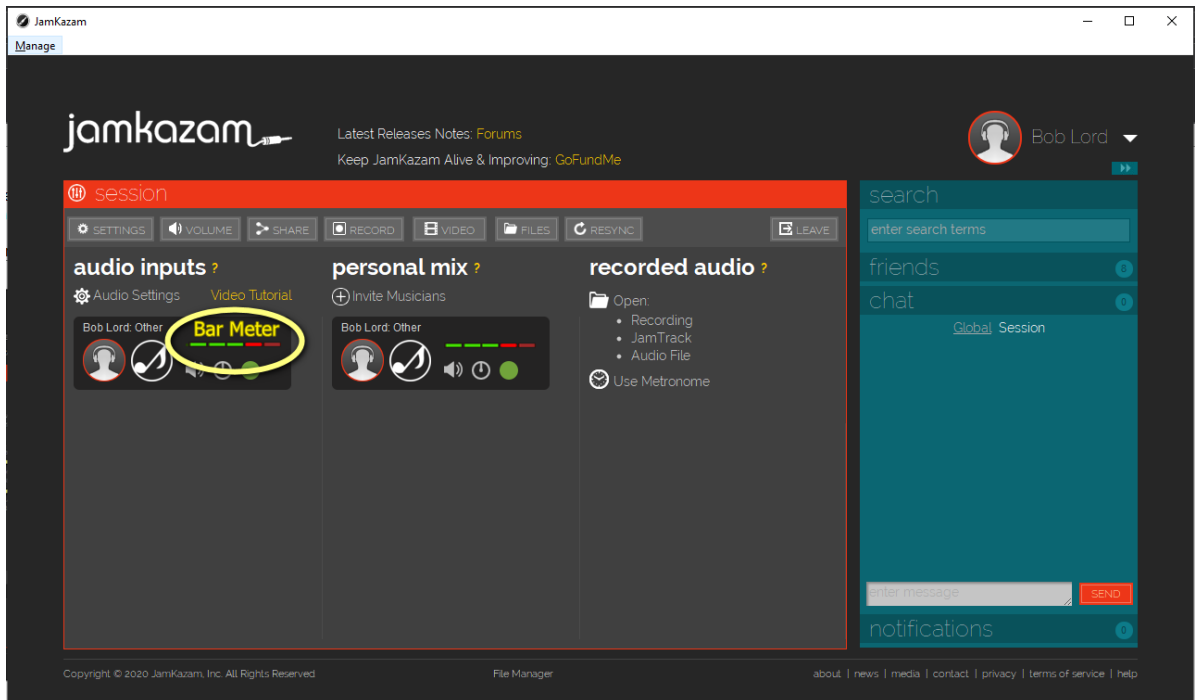 JamKazam
Manage
jamkazam
Latest Releases Notes: Forums
Keep JamKazam Alive & Improving: GoFundMe
Bob Lord
session
SETTINGS VOLUME SHARE RECORD VIDEO FILES RESYNC LEAVE
audio inputs ?
Audio Settings Video Tutorial
Bob Lord: Other
Bar Meter
personal mix ?
Invite Musicians
Bob Lord: Other
recorded audio ?
Open:
Recording
JamTrack
Audio File
Use Metronome
search
enter search terms
friends
chat 0
Global Session
enter message SEND
notifications 0
Copyright © 2020 JamKazam, Inc. All Rights Reserved File Manager about | news | media | contact | privacy | terms of service | help